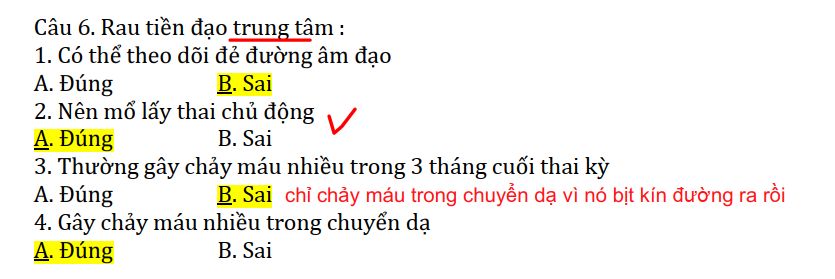 Câu 6. Rau tiền đạo trung tâm :
1. Có thể theo dõi đẻ đường âm đạo
A. Đúng B. Sai
2. Nên mổ lấy thai chủ động
A. Đúng B. Sai
3. Thường gây chảy máu nhiều trong 3 tháng cuối thai kỳ
A. Đúng B. Sai chỉ chảy máu trong chuyển dạ vì nó bịt kín đường ra rồi
4. Gây chảy máu nhiều trong chuyển dạ
A. Đúng B. Sai